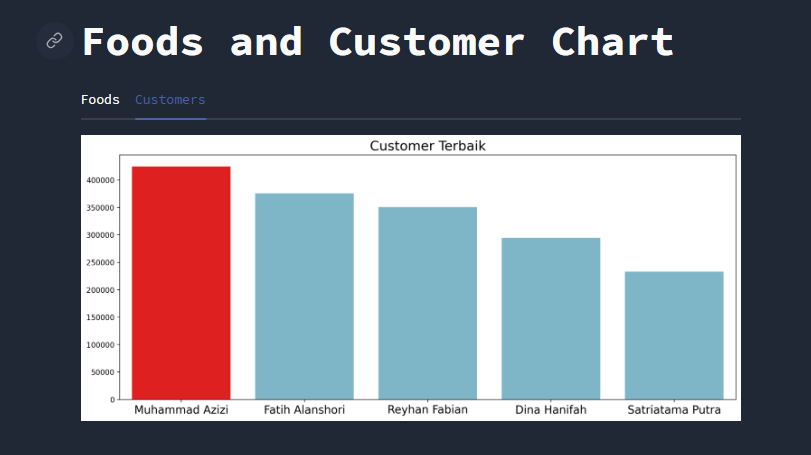 Foods and Customer Chart
Foods Customers
Customer Terbaik
400000
350000
300000
250000
200000
150000
100000
50000
0
Muhammad Azizi Fatih Alanshori Reyhan Fabian Dina Hanifah Satriatama Putra